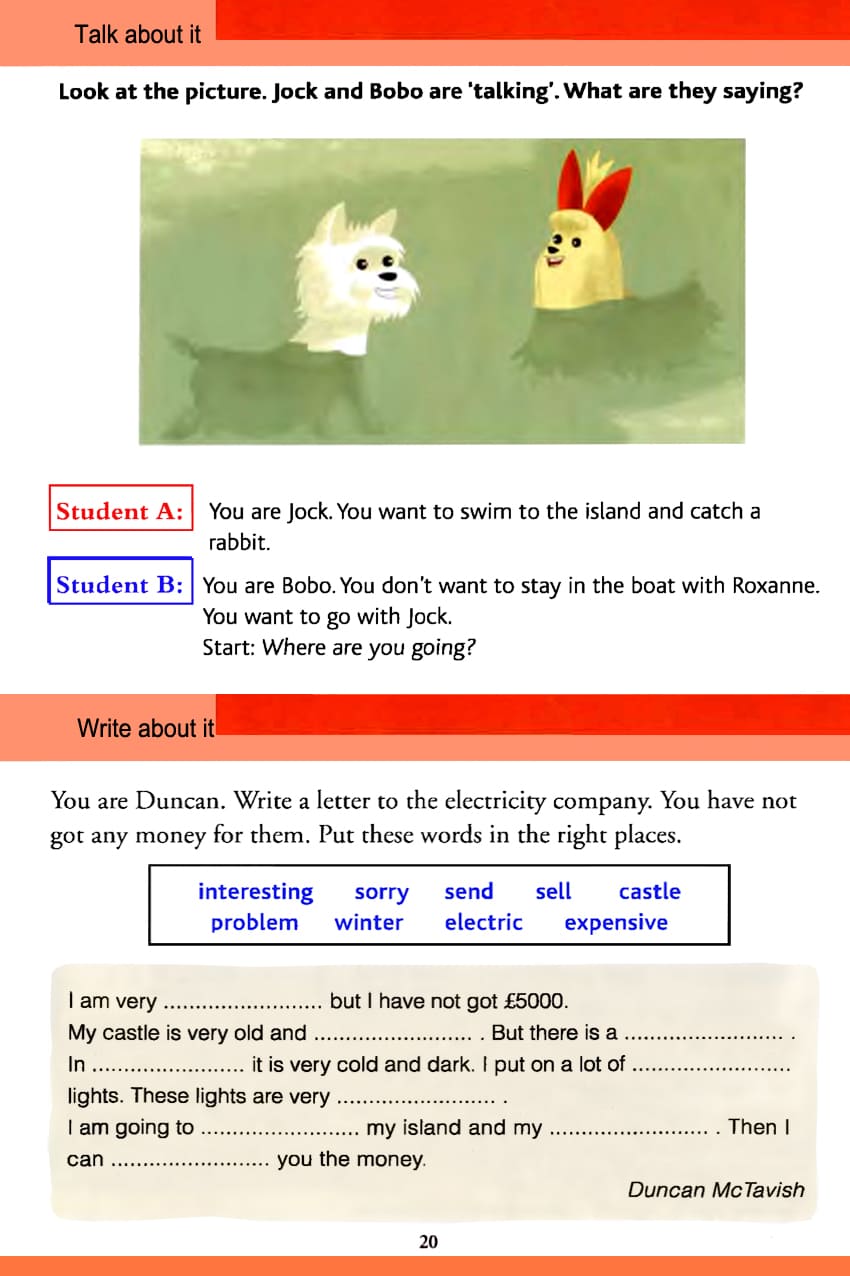 Talk about it
Look at the picture. Jock and Bobo are 'talking'. What are they saying?
Student A: You are Jock. You want to swim to the island and catch a
rabbit.
Student B: You are Bobo. You don't want to stay in the boat with Roxanne.
You want to go with Jock.
Start: Where are you going?
Write about it
You are Duncan. Write a letter to the electricity company. You have not
got any money for them. Put these words in the right places.
interesting sorry send sell castle
problem winter electric expensive
I am very ......................... but I have not got £5000.
My castle is very old and ......................... . But there is a ......................... .
In ........................ it is very cold and dark. I put on a lot of .........................
lights. These lights are very ......................... .
I am going to ......................... my island and my ......................... . Then I
can ......................... you the money.
Duncan McTavish
20